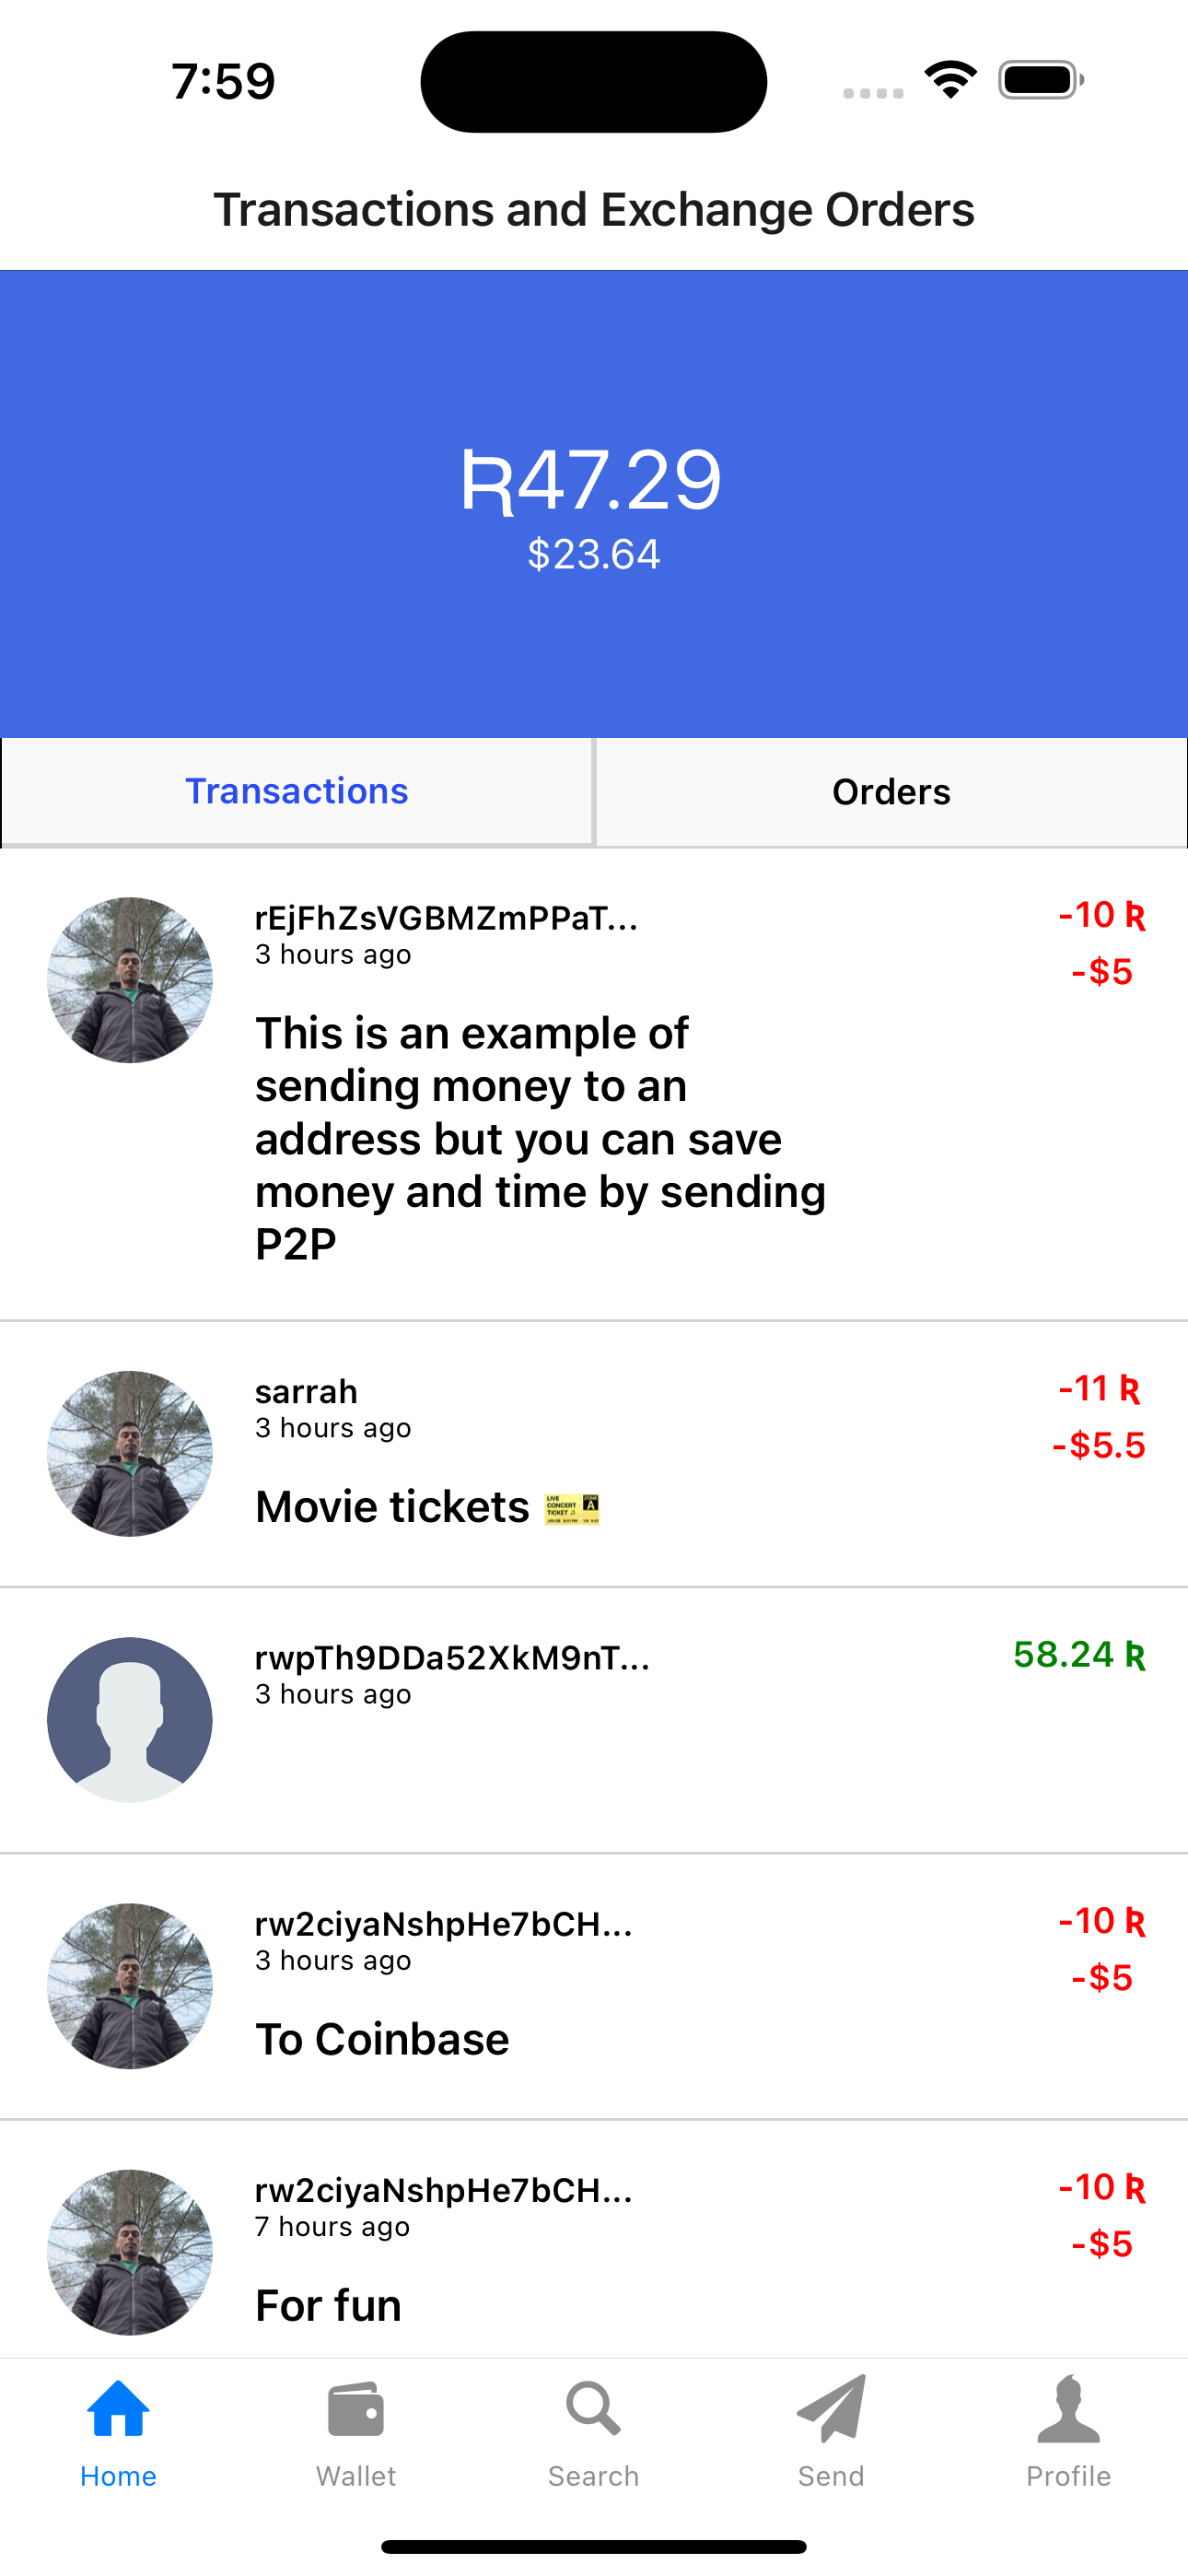 7:59
Transactions and Exchange Orders
Ʀ47.29
$23.64
Transactions
Orders
rEjFhZsVGBMZmPPaT...
-10 Ʀ
3 hours ago
-$5
This is an example of
sending money to an
address but you can save
money and time by sending
P2P
sarrah
-11 Ʀ
3 hours ago
-$5.5
Movie tickets 🎫
rwpTh9DDa52XkM9nT...
58.24 Ʀ
3 hours ago
rw2ciyaNshpHe7bCH...
-10 Ʀ
3 hours ago
-$5
To Coinbase
rw2ciyaNshpHe7bCH...
-10 Ʀ
7 hours ago
-$5
For fun
Home
Wallet
Search
Send
Profile